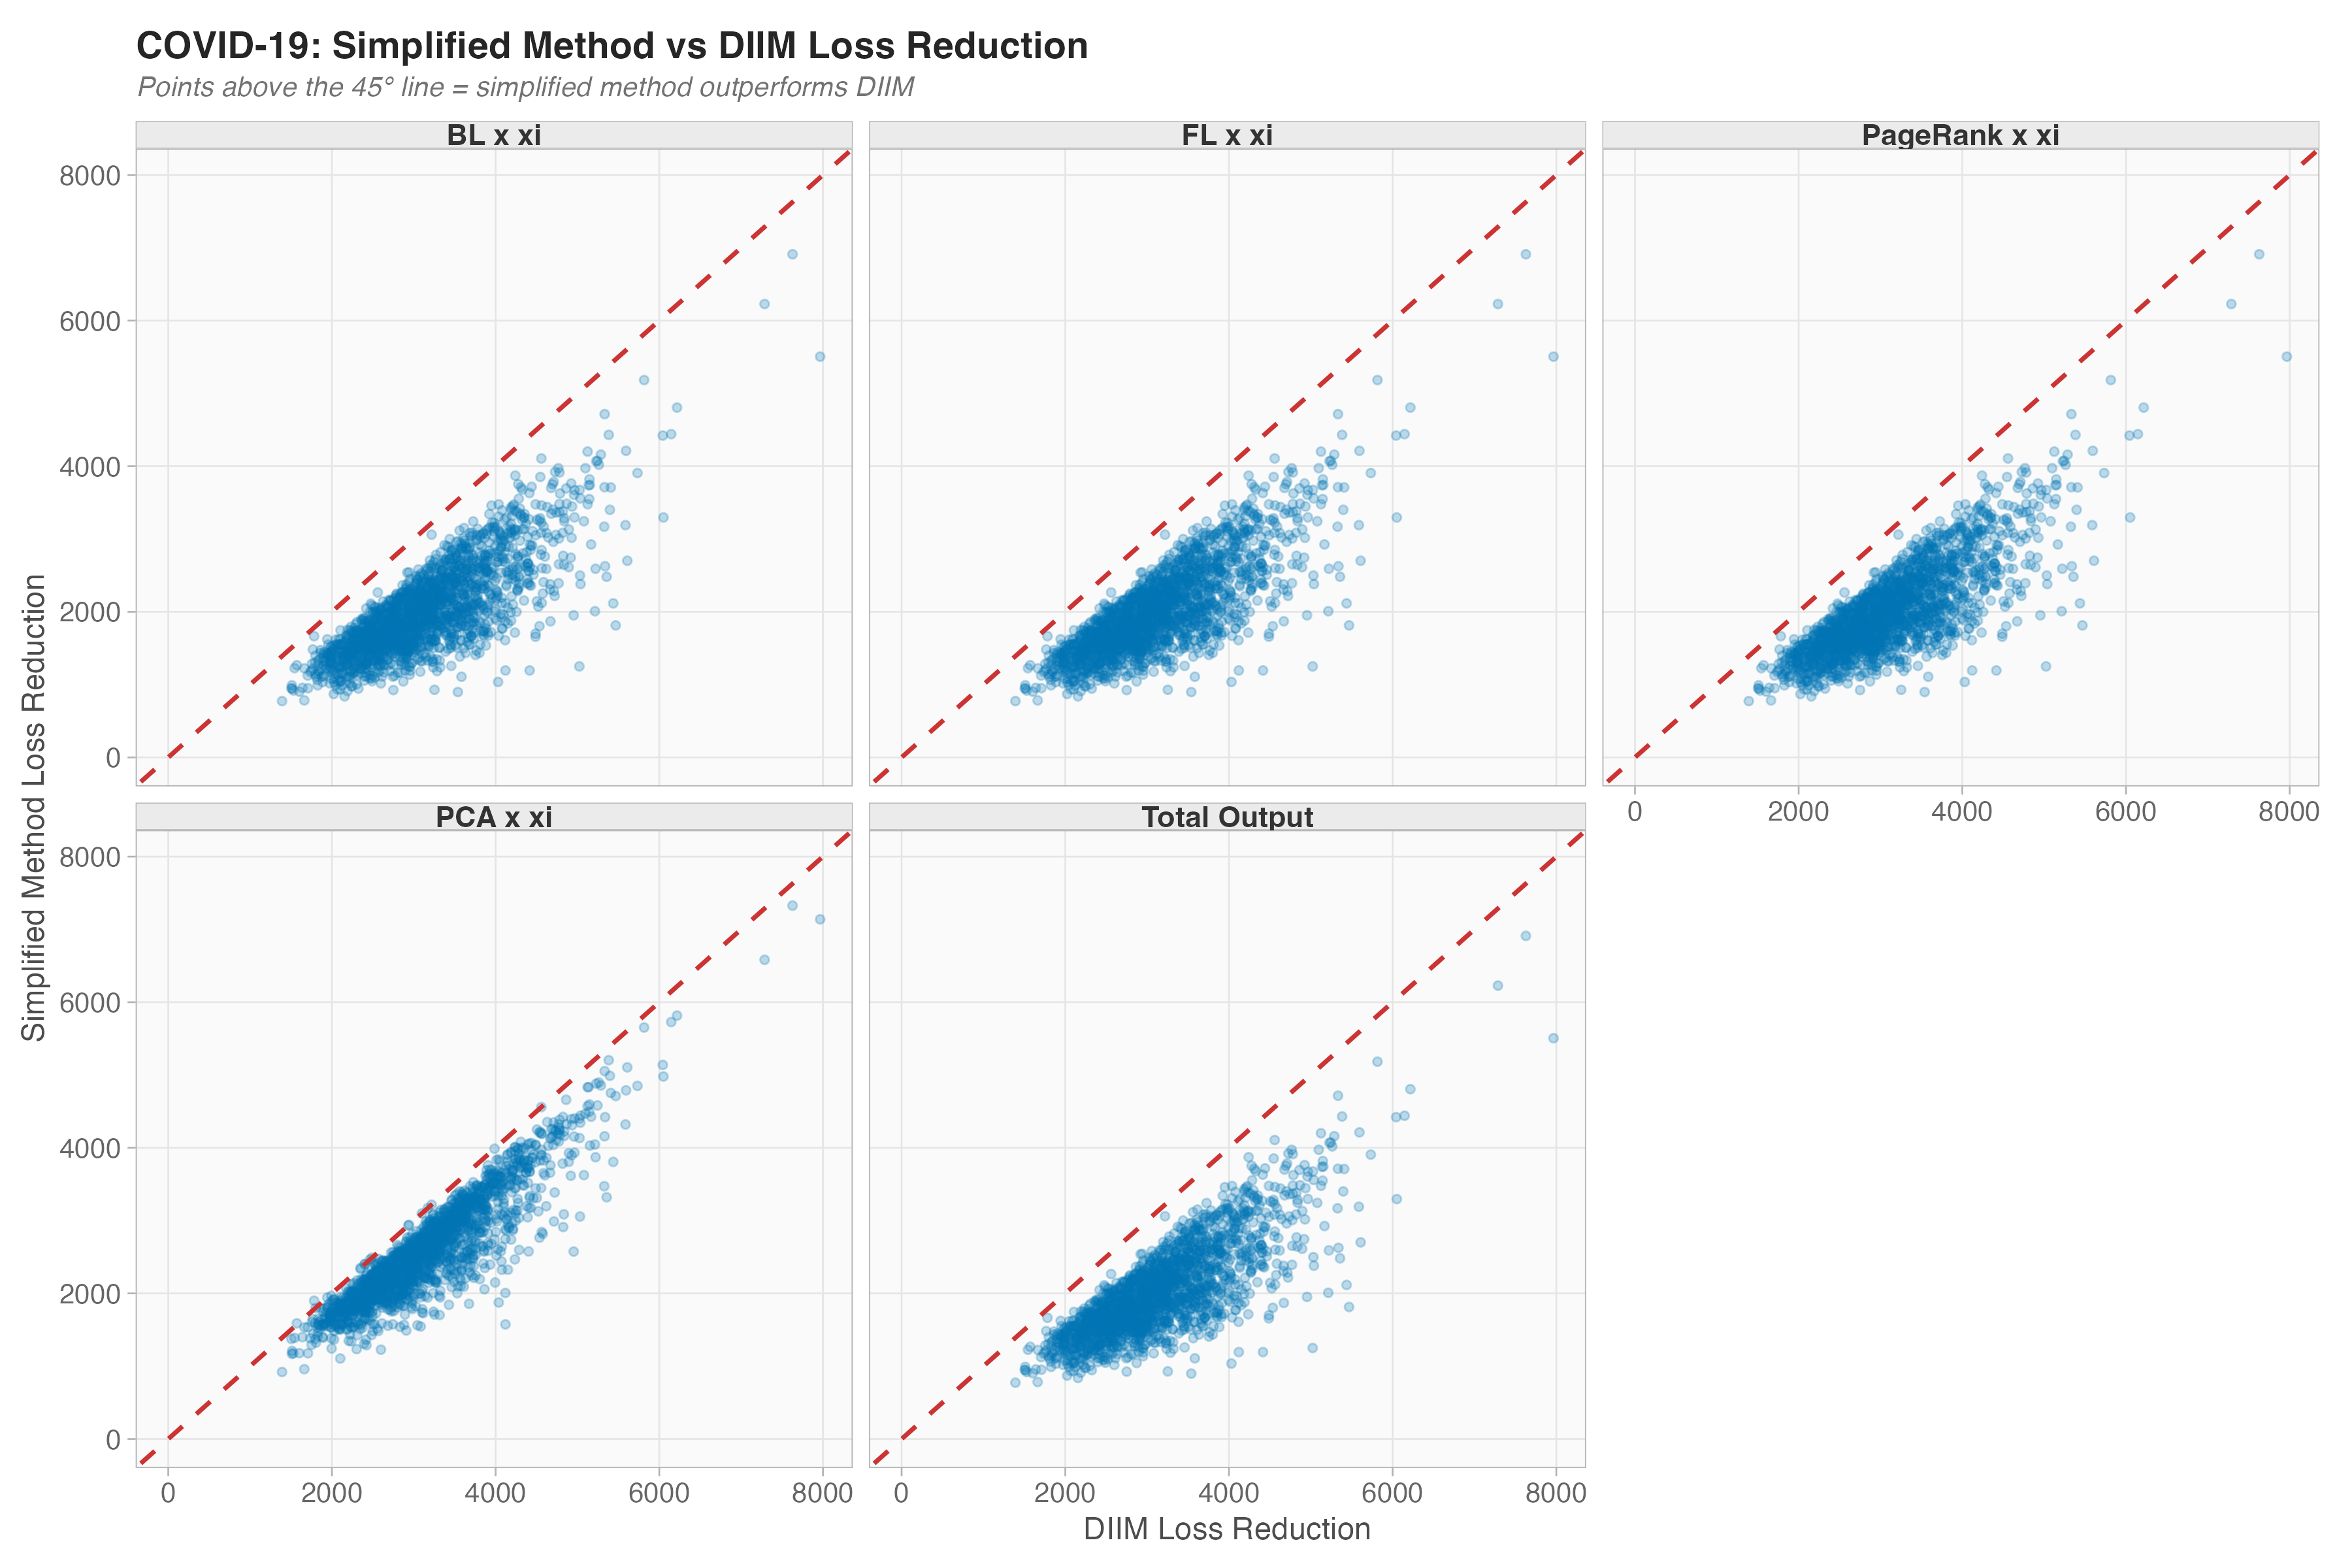 COVID-19: Simplified Method vs DIIM Loss Reduction
Points above the 45° line = simplified method outperforms DIIM
BL x xi
FL x xi
PageRank x xi
8000
6000
4000
2000
0
0 2000 4000 6000 8000
PCA x xi
Total Output
8000
6000
4000
2000
0
0 2000 4000 6000 8000
0 2000 4000 6000 8000
Simplified Method Loss Reduction
DIIM Loss Reduction